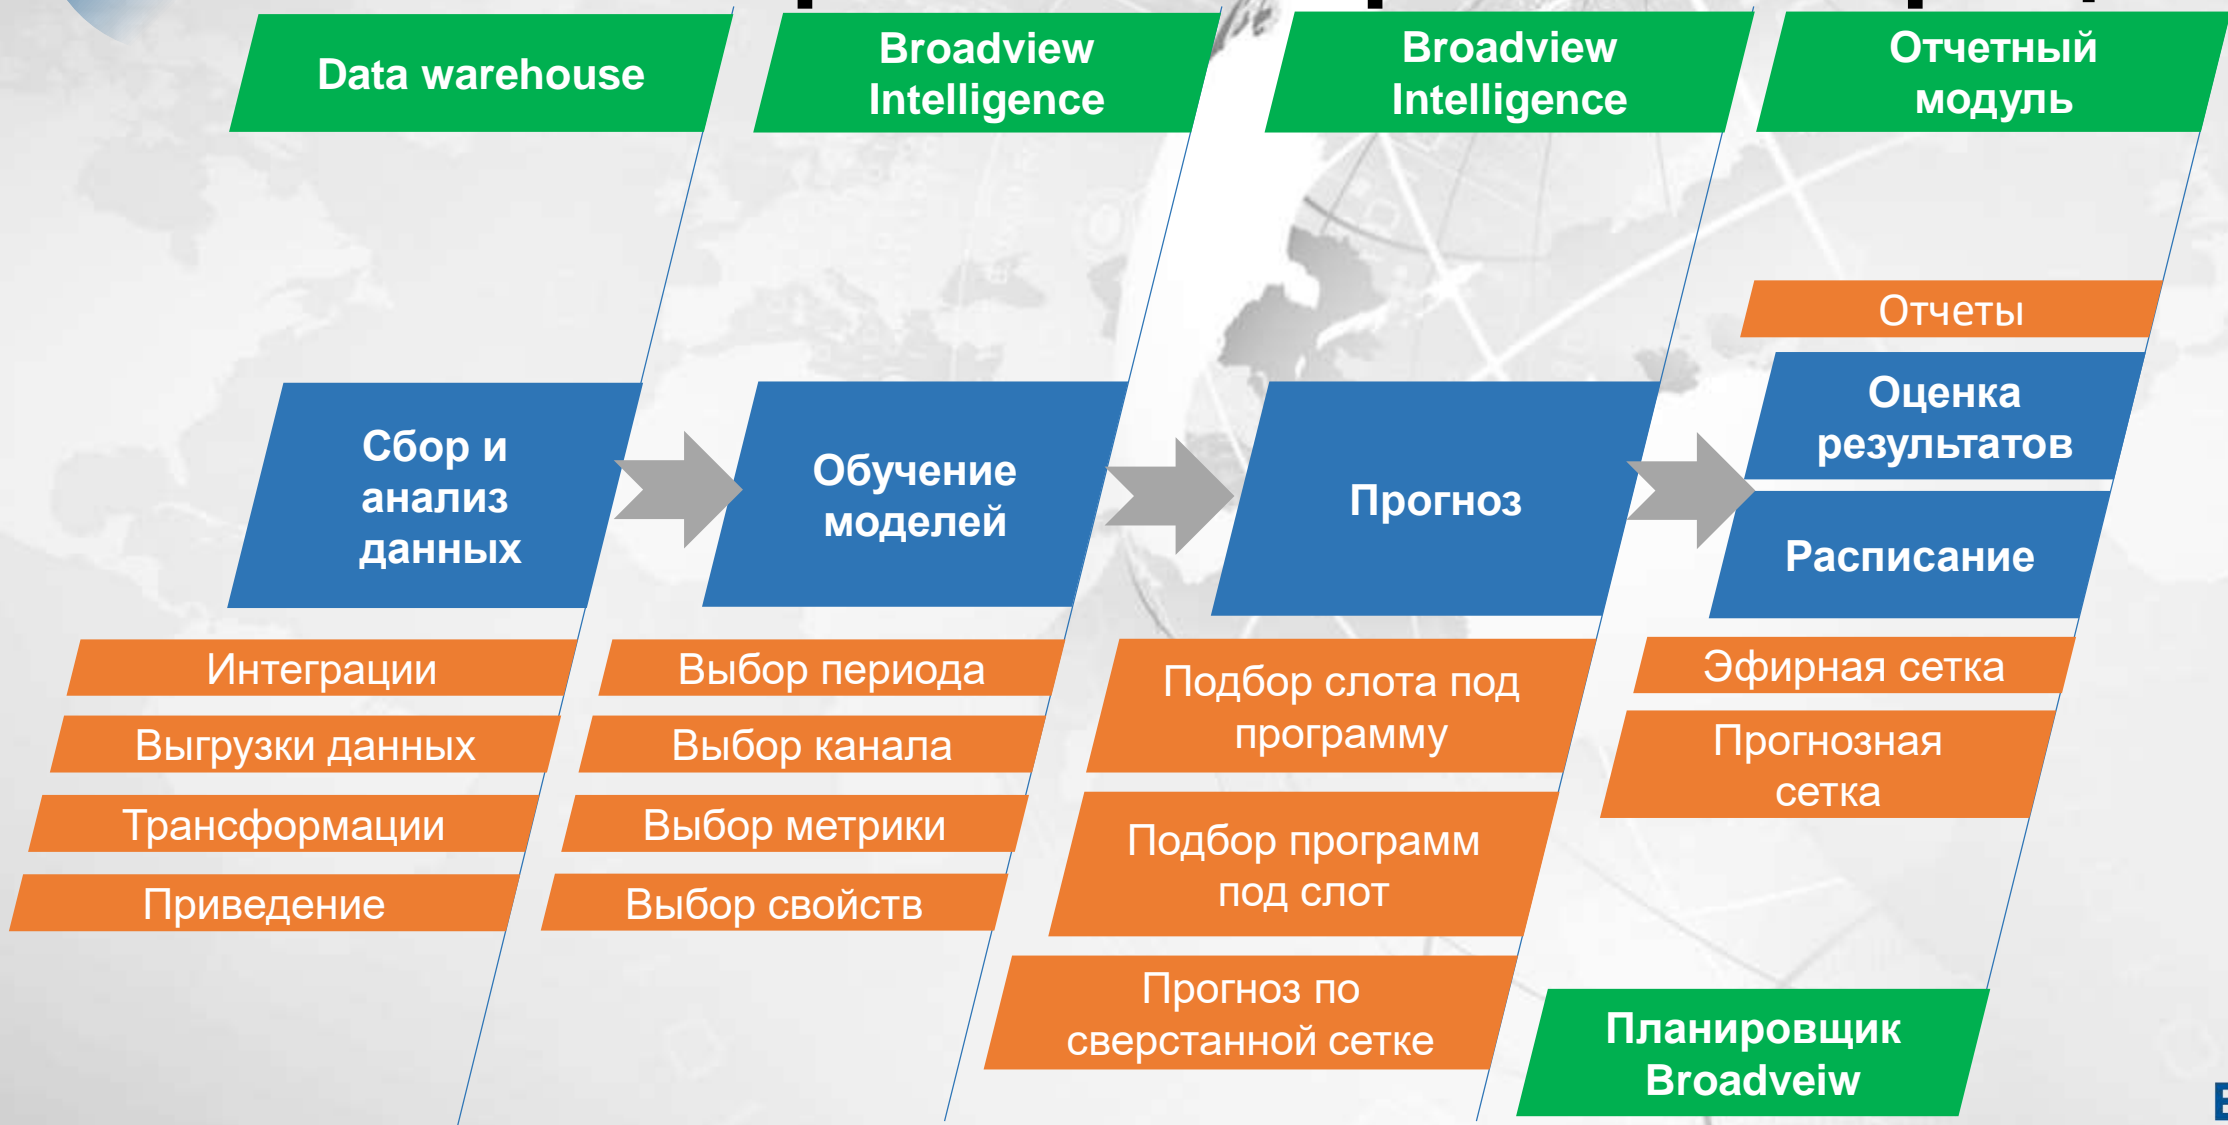 Data warehouse
Broadview
Intelligence
Broadview
Intelligence
Отчетный
модуль
Сбор и
анализ
данных
Интеграции
Выгрузки данных
Трансформации
Приведение
Обучение
моделей
Выбор периода
Выбор канала
Выбор метрики
Выбор свойств
Прогноз
Подбор слота под
программу
Подбор программ
под слот
Прогноз по
сверстанной сетке
Отчеты
Оценка
результатов
Расписание
Эфирная сетка
Прогнозная
сетка
Планировщик
Broadveiw